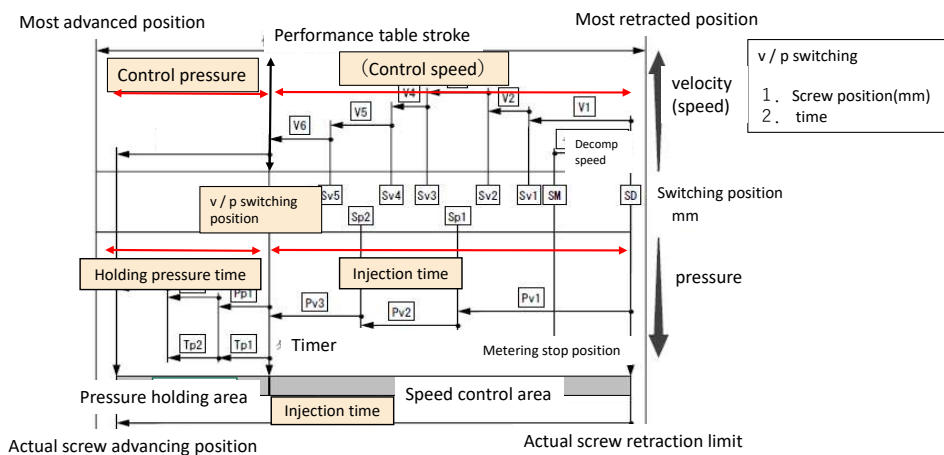 Most advanced position
Most retracted position
Performance table stroke
Control pressure
(Control speed)
v / p switching
1. Screw position(mm)
2. time
velocity
(speed)
V4
V2
V1
V5
V6
Decomp
speed
Sv5
Sv4
Sv3
Sv2
Sv1
SM
SD
Switching position
mm
v / p switching
position
Sp2
Sp1
Holding pressure time
Injection time
pressure
Pp1
Pv3
Pv2
Pv1
Tp2
Tp1
Timer
Metering stop position
Pressure holding area
Injection time
Speed control area
Actual screw advancing position
Actual screw retraction limit